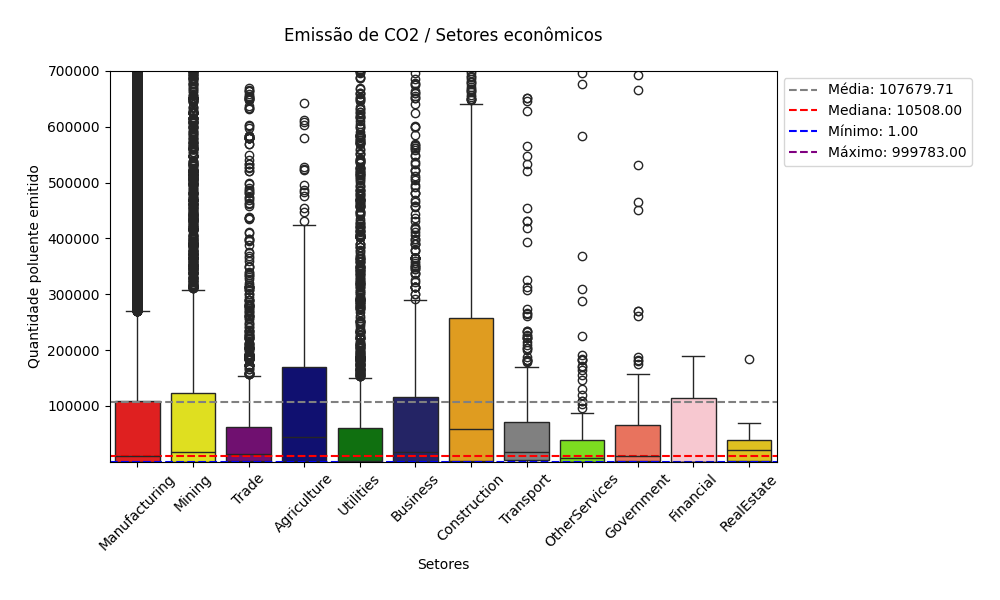 Emissão de CO2 / Setores econômicos
Quantidade poluente emitido
700000
600000
500000
400000
300000
200000
100000
Média: 107679.71
Mediana: 10508.00
Mínimo: 1.00
Máximo: 999783.00
Manufacturing
Mining
Trade
Agriculture
Utilities
Business
Construction
Transport
OtherServices
Government
Financial
RealEstate
Setores